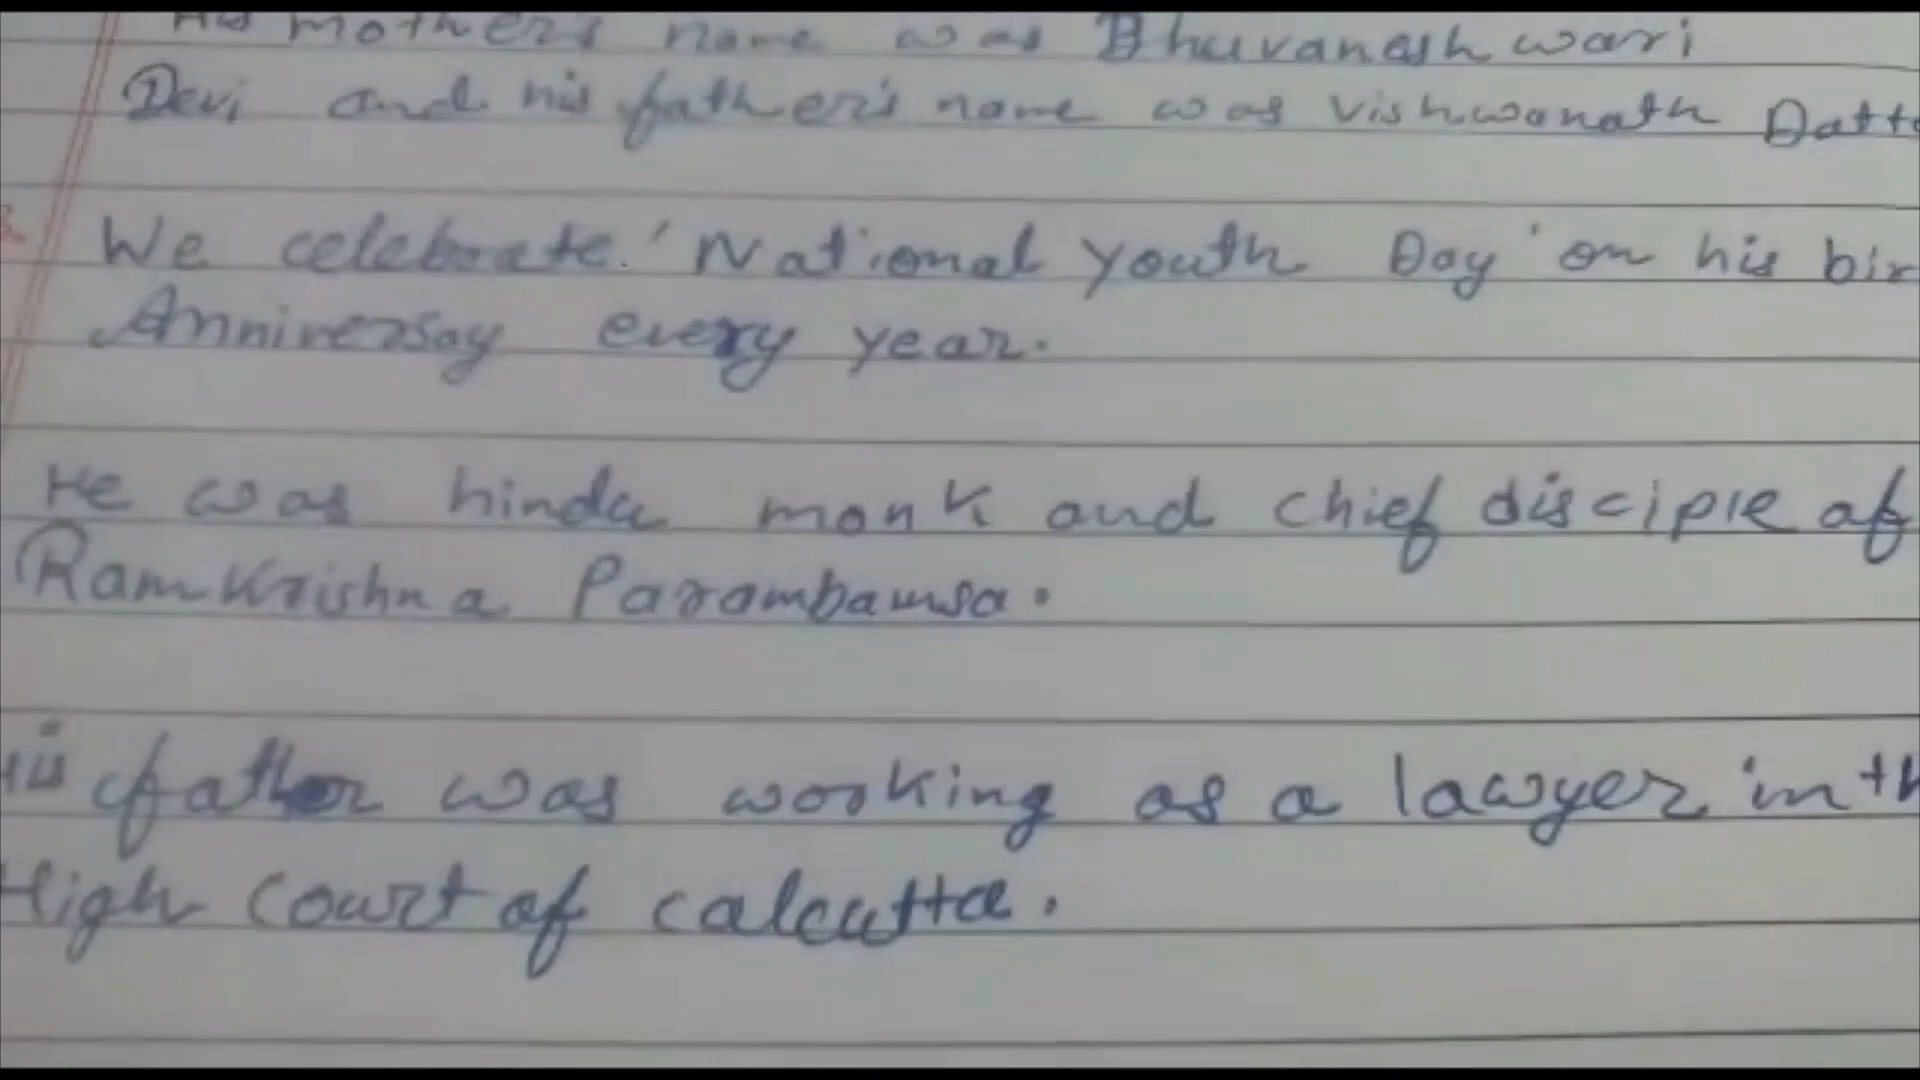 His mother's name was Bhuvanashwari
Devi and his father's name was Vishwanath Datt
We celebrate 'National Youth Day' on his bir
Anniversay every year.
He was hindu monk and chief disciple of
RamKrishna Parambamsa.
His father was working as a lawyer in th
High Court of calcutta.